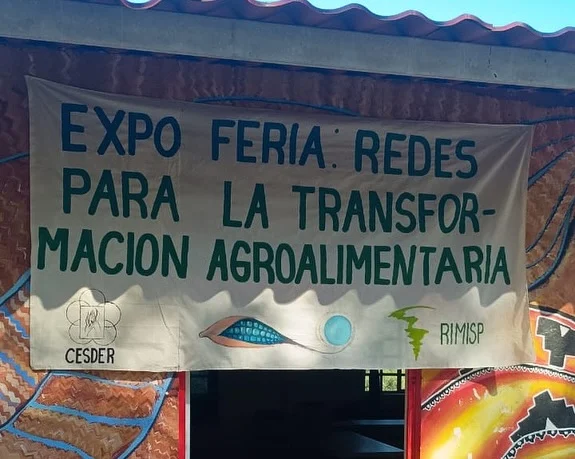 EXPO FERIA: REDES
PARA LA TRANSFOR-
MACION AGROALIMENTARIA
CESDER
RIMISP